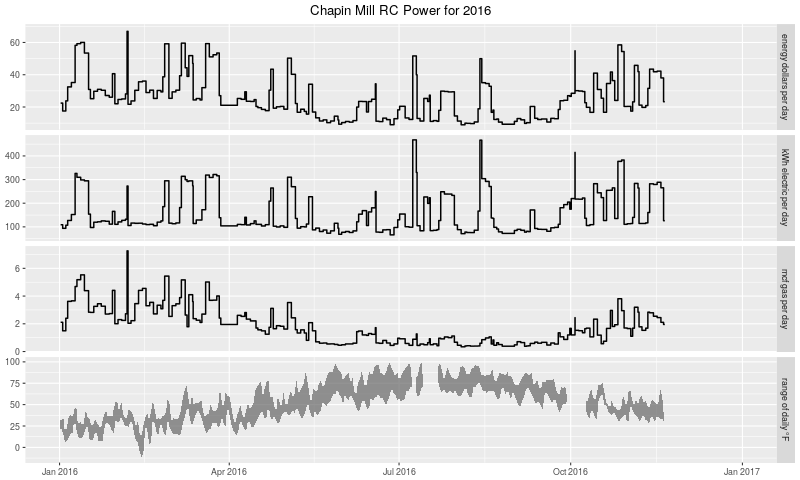 Chapin Mill RC Power for 2016
60
40
20
energy dollars per day
400
300
200
100
kWh electric per day
6
4
2
0
mcf gas per day
100
75
50
25
0
range of daily °F
Jan 2016
Apr 2016
Jul 2016
Oct 2016
Jan 2017